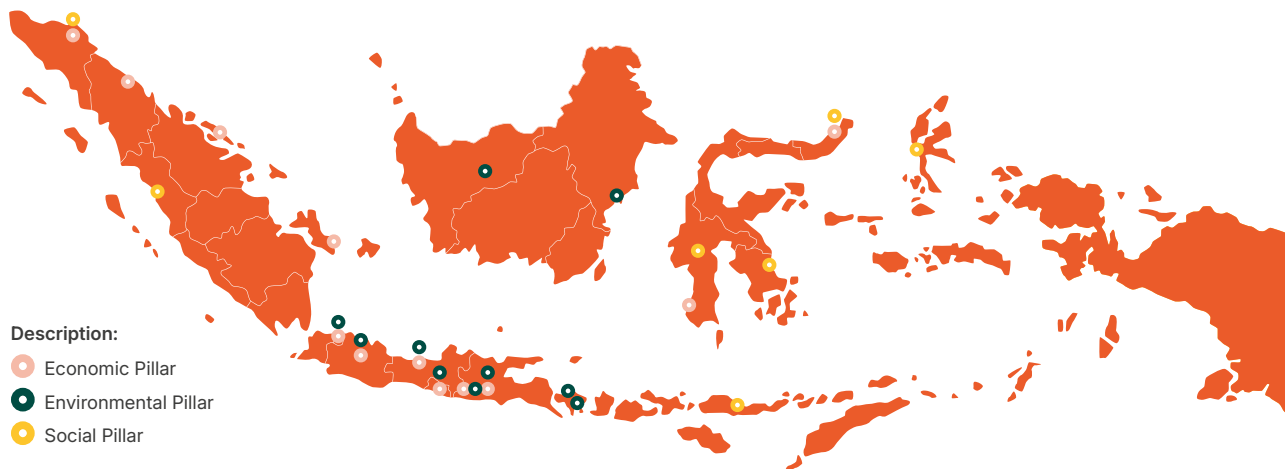 Description:
Economic Pillar
Environmental Pillar
Social Pillar